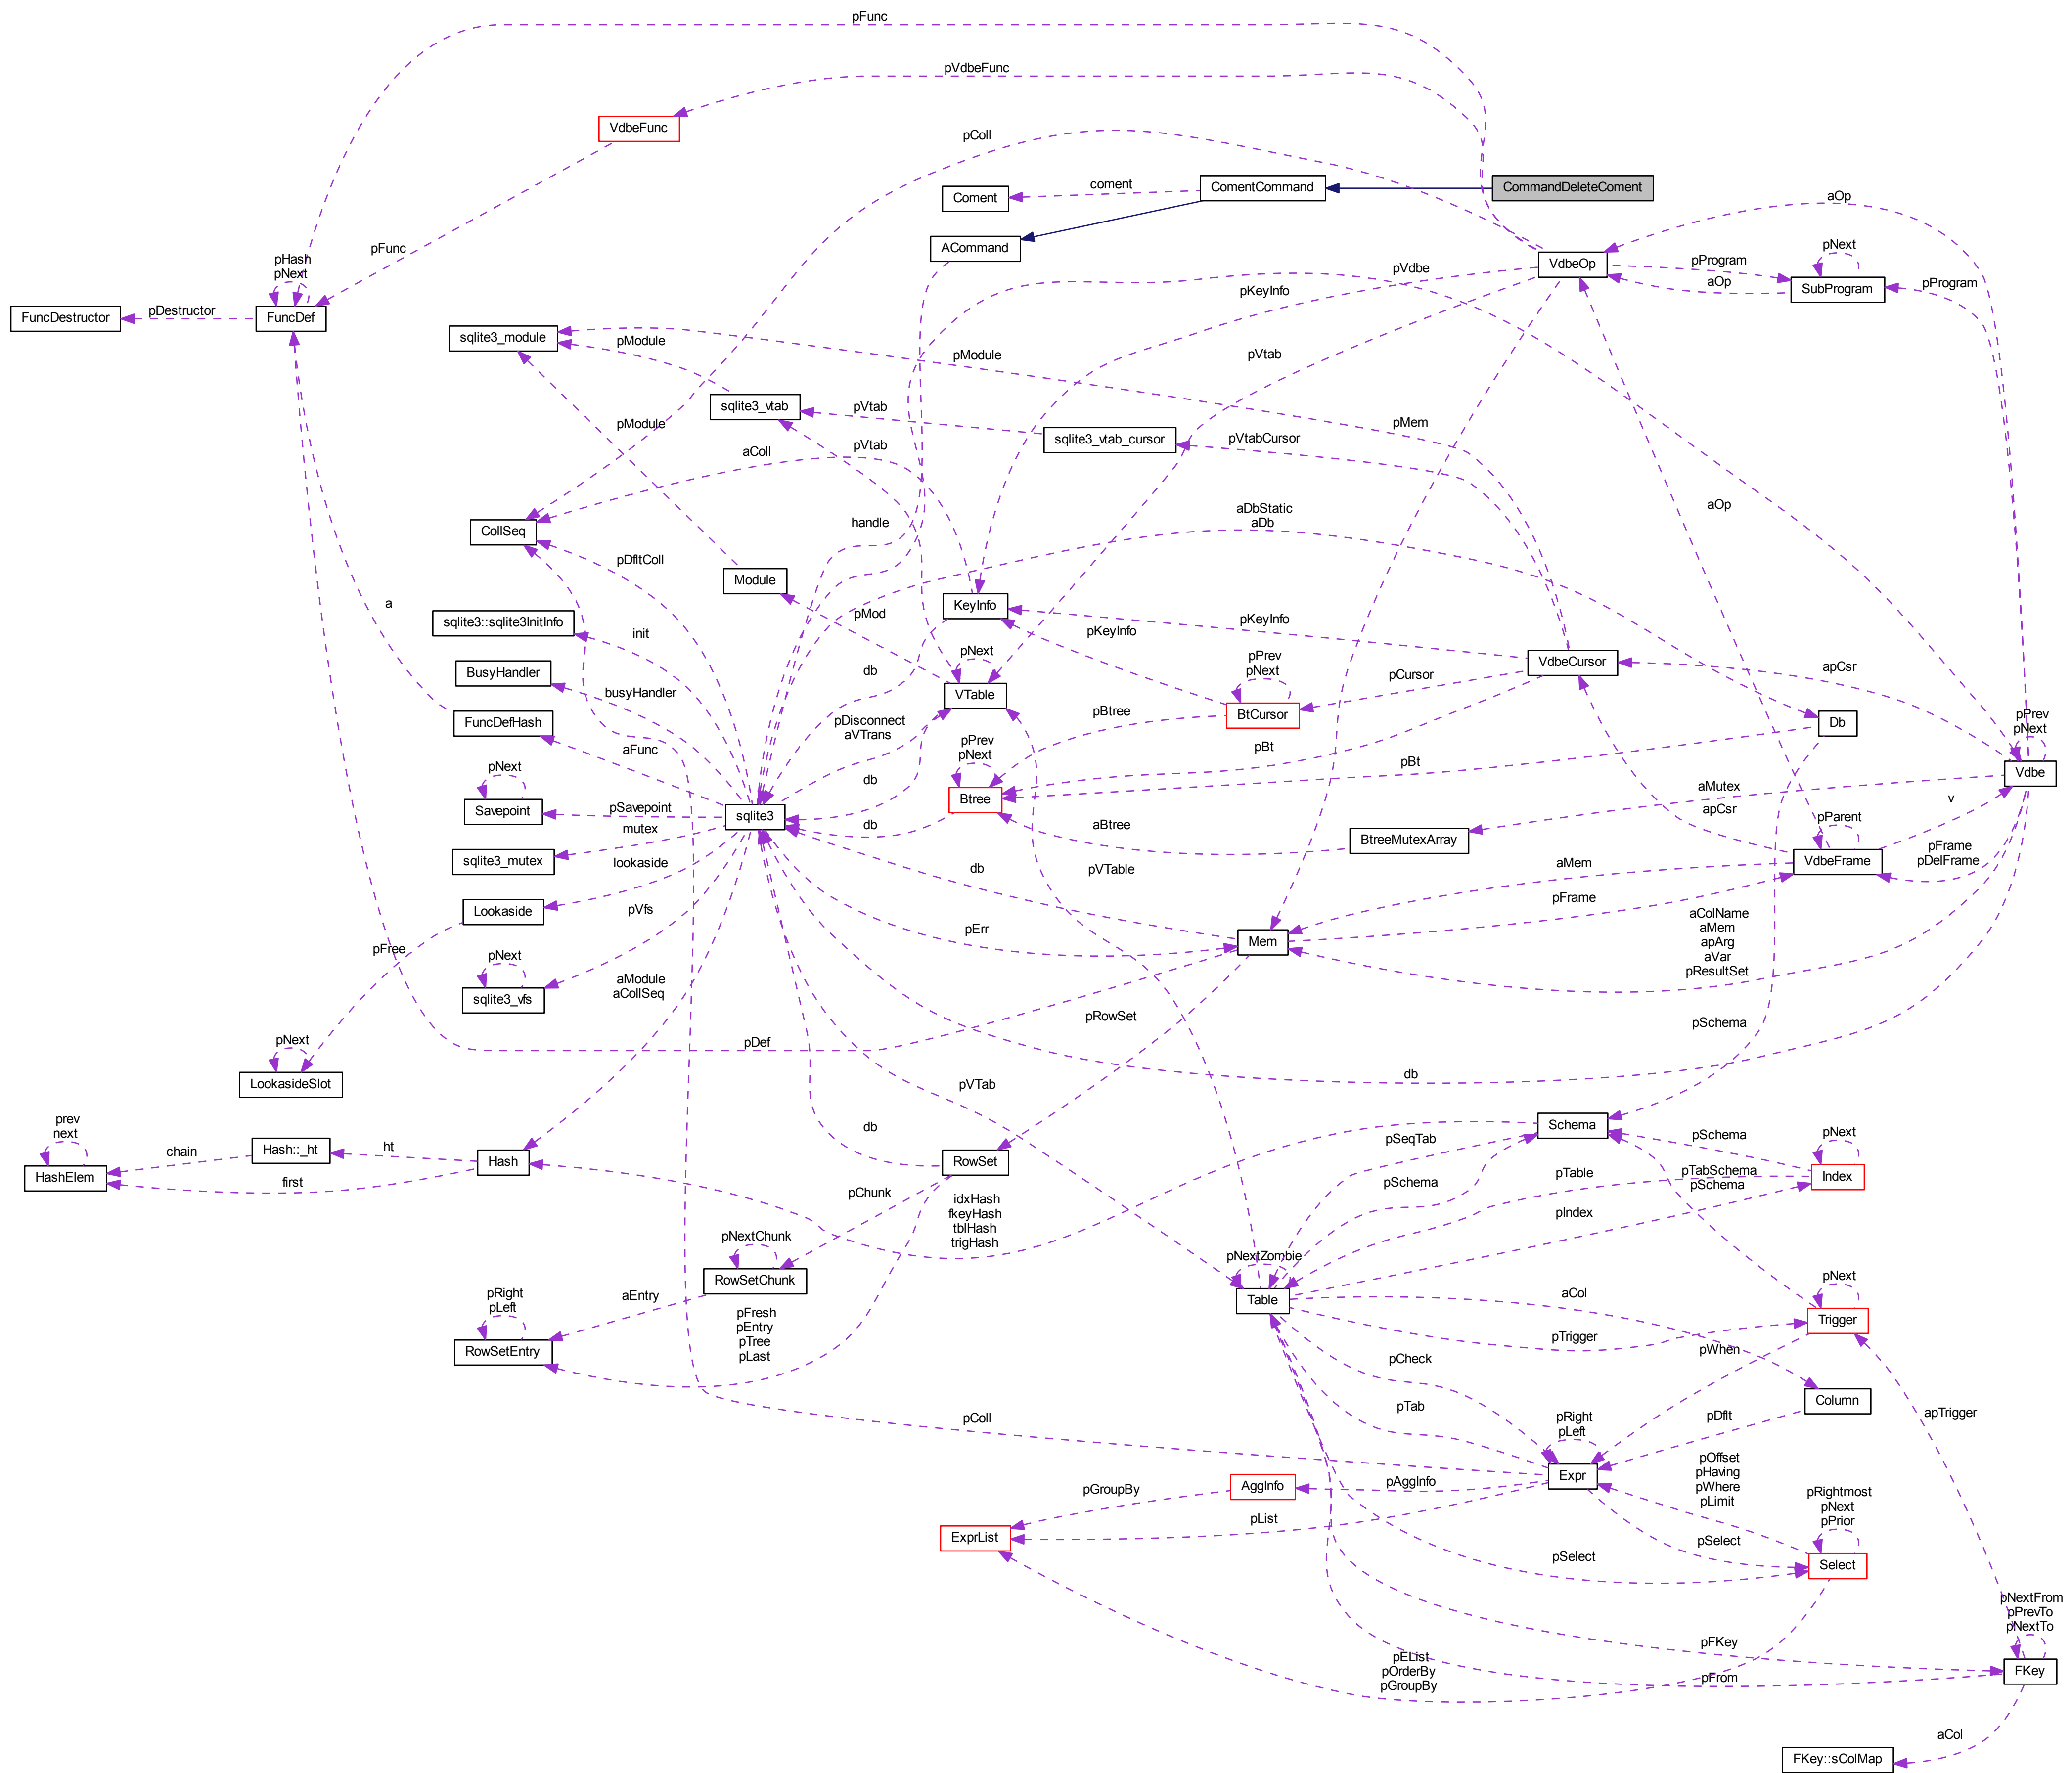 pFunc
pVdbeFunc
VdbeFunc
pColl
coment
ComentCommand
CommandDeleteComent
Coment
aOp
pFunc
ACommand
pHash
pNext
pVdbe
VdbeOp
pProgram
pNext
aOp
SubProgram
pProgram
pKeyInfo
FuncDestructor
pDestructor
FuncDef
sqlite3_module
pModule
pModule
pVtab
sqlite3_vtab
pVtab
pMem
pModule
sqlite3_vtab_cursor
pVtabCursor
aColl
pVtab
CollSeq
handle
aDbStatic
aDb
aOp
pDfltColl
Module
a
sqlite3::sqlite3InitInfo
init
pMod
KeyInfo
pKeyInfo
pKeyInfo
pNext
db
BusyHandler
busyHandler
VTable
pPrev
pNext
VdbeCursor
pCursor
apCsr
FuncDefHash
aFunc
pDisconnect
aVTrans
pBtree
BtCursor
Db
pPrev
pNext
pBt
pBt
pPrev
pNext
Vdbe
pNext
Savepoint
pSavepoint
sqlite3
db
Btree
db
aBtree
aMutex
BtreeMutexArray
apCsr
v
pParent
VdbeFrame
pFrame
pDelFrame
mutex
sqlite3_mutex
lookaside
db
pVTable
aMem
pFrame
Lookaside
pVfs
pErr
Mem
aColName
aMem
apArg
aVar
pResultSet
pFree
pNext
sqlite3_vfs
aModule
aCollSeq
pRowSet
pSchema
pDef
pNext
LookasideSlot
pVTab
db
db
prev
next
HashElem
chain
Hash::_ht
ht
first
Hash
RowSet
Schema
pSeqTab
pSchema
pSchema
pNext
Index
pTable
pTabSchema
pSchema
pIndex
pChunk
idxHash
fkeyHash
tblHash
trigHash
pNextChunk
RowSetChunk
pNextZombie
Table
aCol
pNext
Trigger
pTrigger
aEntry
pRight
pLeft
RowSetEntry
pFresh
pEntry
pTree
pLast
pCheck
pWhen
Column
pColl
pTab
pRight
pLeft
pDflt
apTrigger
Expr
pOffset
pHaving
pWhere
pLimit
AggInfo
pAggInfo
pGroupBy
pList
ExprList
pRightmost
pNext
pPrior
pSelect
pSelect
Select
pNextFrom
pPrevTo
pNextTo
pFKey
FKey
pEList
pOrderBy
pGroupBy
pFrom
aCol
FKey::sColMap